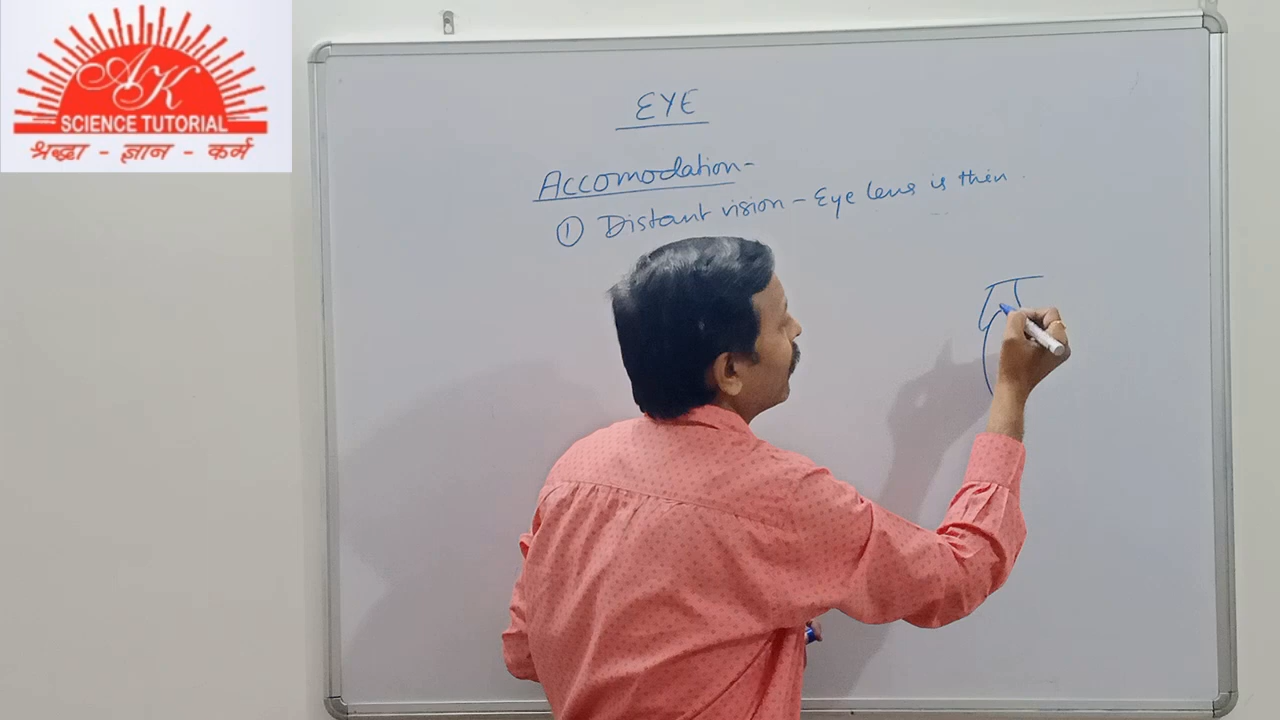 AK
SCIENCE TUTORIAL
श्रद्धा - ज्ञान - कर्म
EYE
Accomodation-
① Distant vision - Eye lens is thin